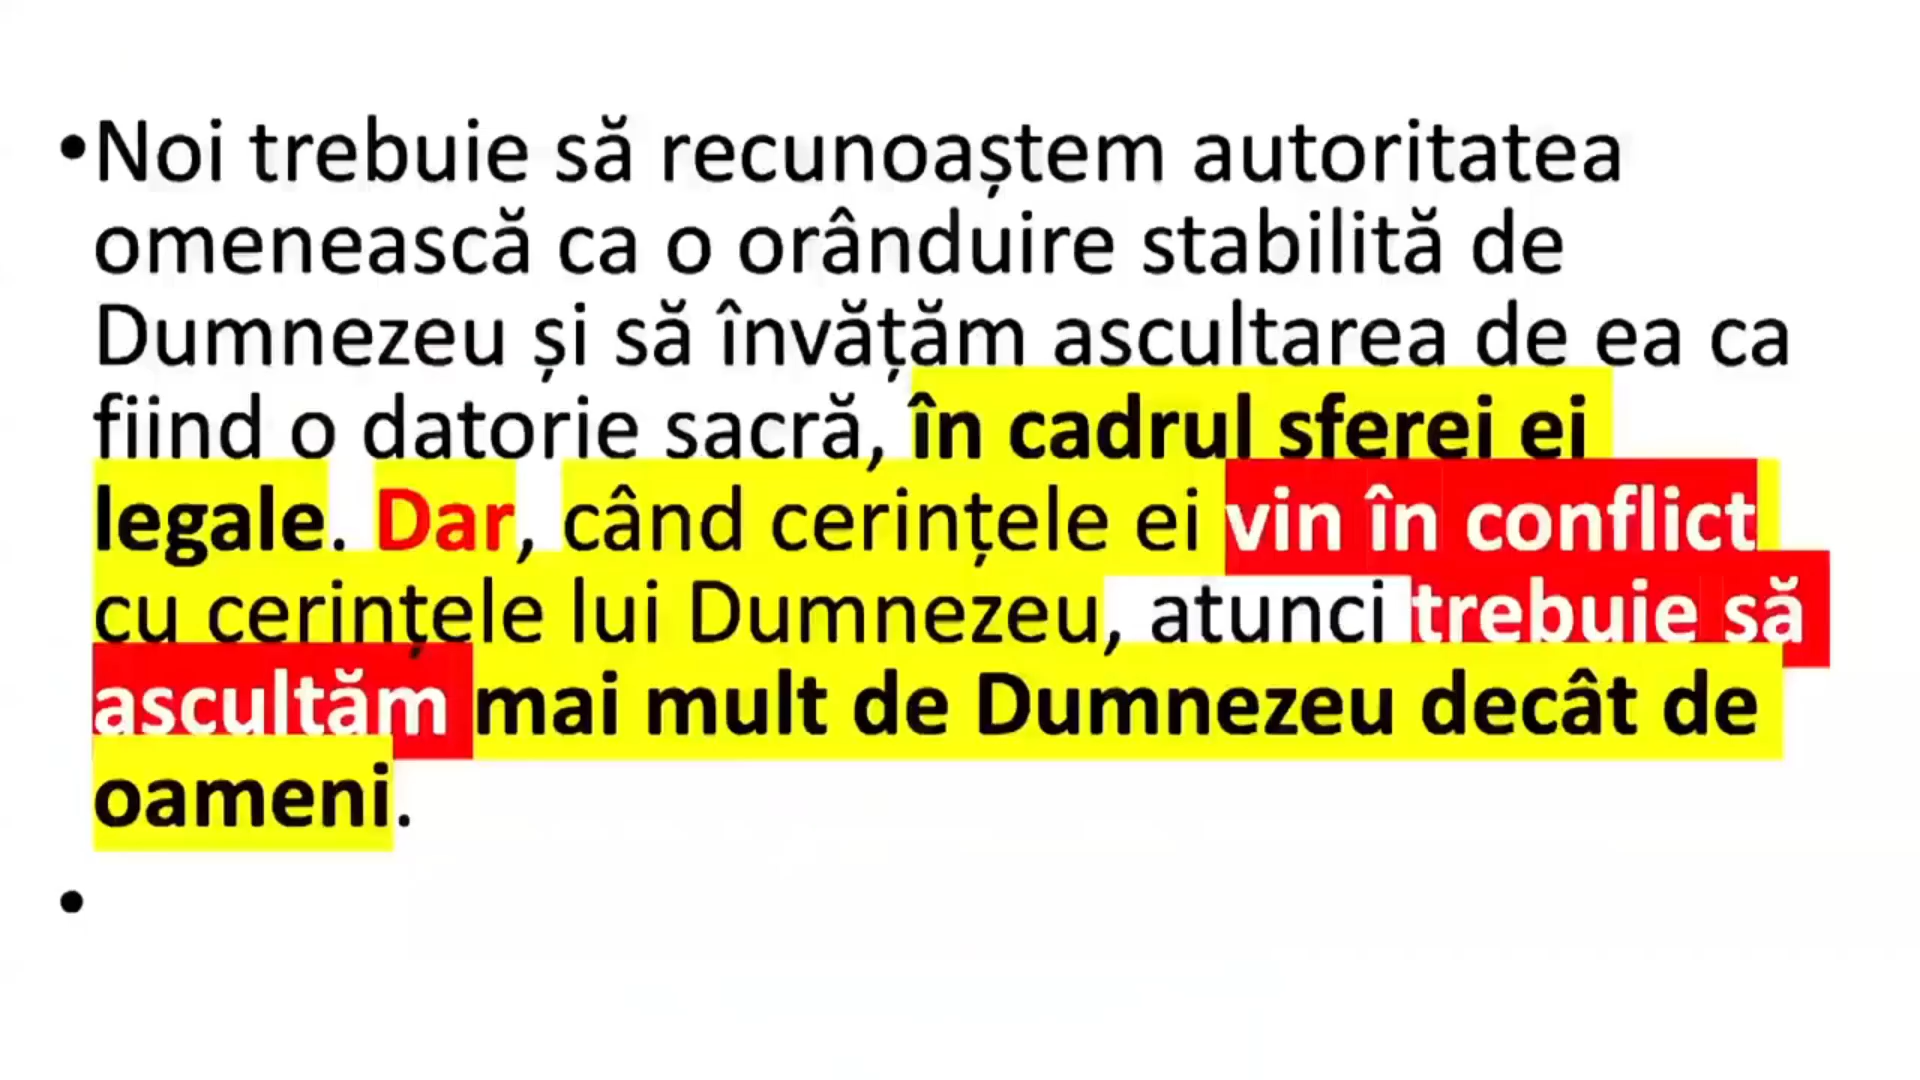 •Noi trebuie să recunoaștem autoritatea
omenească ca o orânduire stabilită de
Dumnezeu și să învățăm ascultarea de ea ca
fiind o datorie sacră, în cadrul sferei ei
legale. Dar, când cerințele ei vin în conflict
cu cerințele lui Dumnezeu, atunci trebuie să
ascultăm mai mult de Dumnezeu decât de
oameni.
•